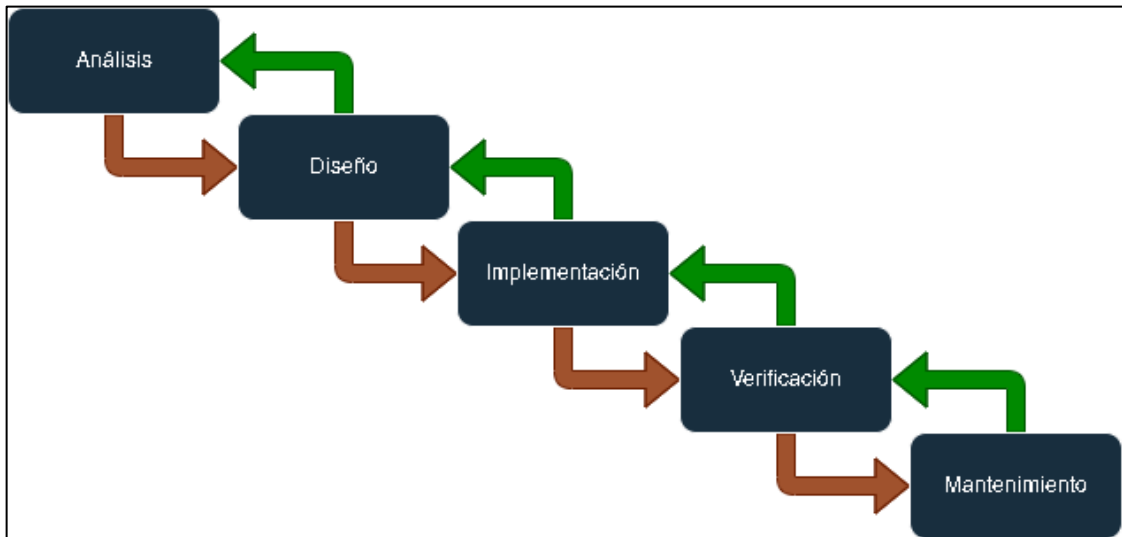 Análisis
Diseño
Implementación
Verificación
Mantenimiento